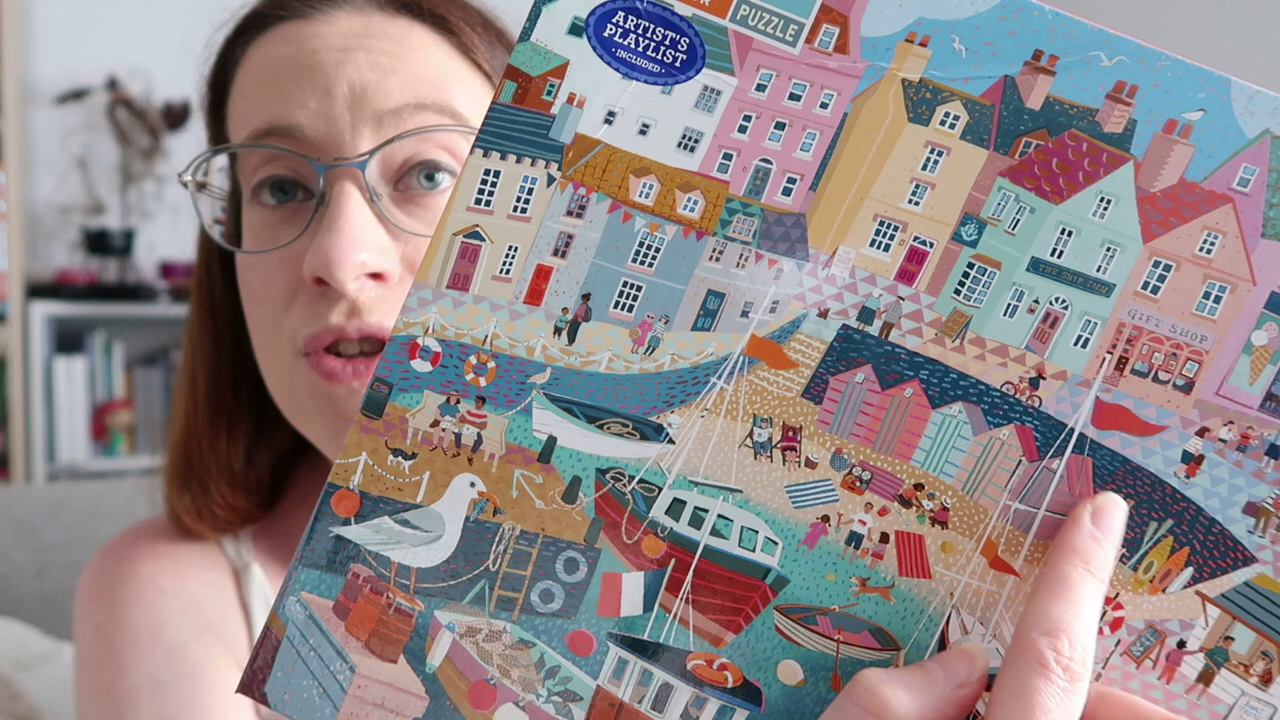 PUZZLE
ARTIST'S
PLAYLIST
• INCLUDED •
THE SHIP INN
GIFT SHOP